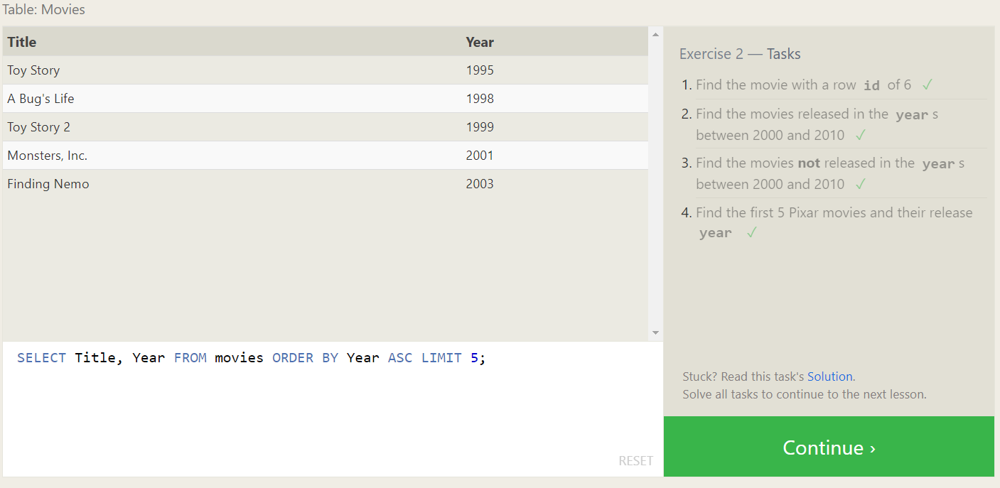 Table: Movies
Title Year
Toy Story 1995
A Bug's Life 1998
Toy Story 2 1999
Monsters, Inc. 2001
Finding Nemo 2003
SELECT Title, Year FROM movies ORDER BY Year ASC LIMIT 5;
RESET
Exercise 2 — Tasks
1. Find the movie with a row id of 6 ✓
2. Find the movies released in the year s
between 2000 and 2010 ✓
3. Find the movies not released in the year s
between 2000 and 2010 ✓
4. Find the first 5 Pixar movies and their release
year ✓
Stuck? Read this task's Solution.
Solve all tasks to continue to the next lesson.
Continue ›